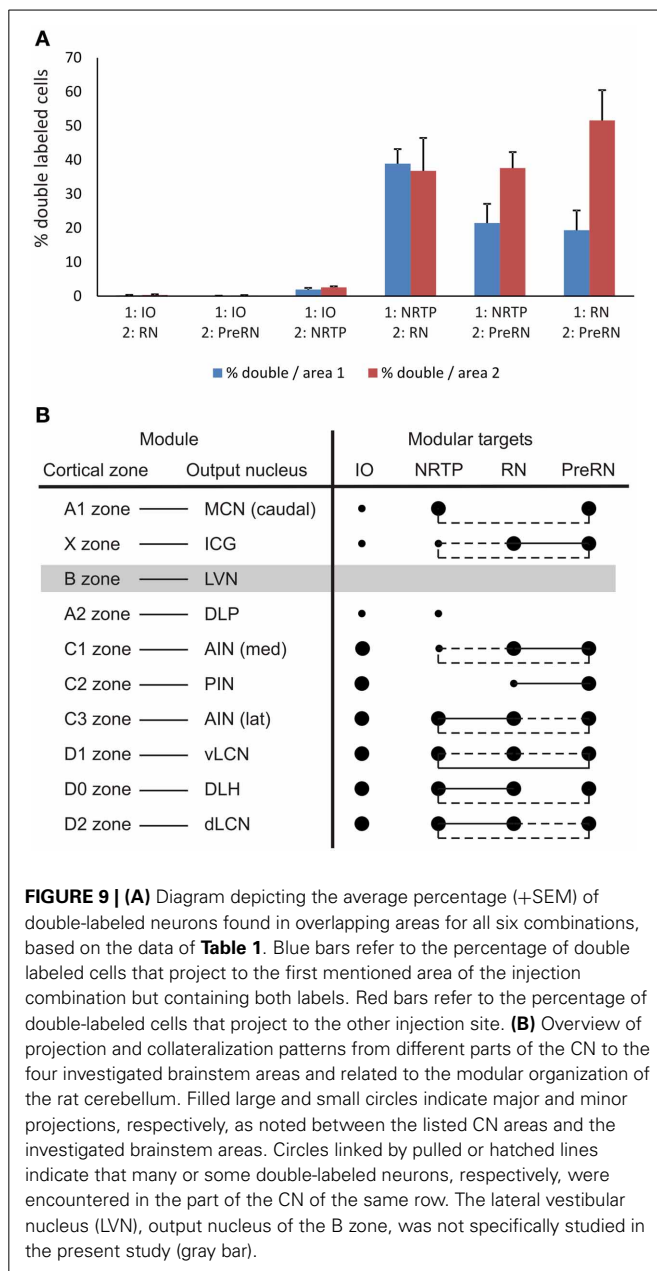 A
70
60
50
40
30
20
10
0
% double labeled cells
1: IO 1: IO 1: IO 1: NRTP 1: NRTP 1: RN
2: RN 2: PreRN 2: NRTP 2: RN 2: PreRN 2: PreRN
% double / area 1 % double / area 2
B
Module Modular targets
Cortical zone Output nucleus IO NRTP RN PreRN
A1 zone MCN (caudal)
X zone ICG
B zone LVN
A2 zone DLP
C1 zone AIN (med)
C2 zone PIN
C3 zone AIN (lat)
D1 zone vLCN
D0 zone DLH
D2 zone dLCN
FIGURE 9 | (A) Diagram depicting the average percentage (+SEM) of
double-labeled neurons found in overlapping areas for all six combinations,
based on the data of Table 1. Blue bars refer to the percentage of double
labeled cells that project to the first mentioned area of the injection
combination but containing both labels. Red bars refer to the percentage of
double-labeled cells that project to the other injection site. (B) Overview of
projection and collateralization patterns from different parts of the CN to the
four investigated brainstem areas and related to the modular organization of
the rat cerebellum. Filled large and small circles indicate major and minor
projections, respectively, as noted between the listed CN areas and the
investigated brainstem areas. Circles linked by pulled or hatched lines
indicate that many or some double-labeled neurons, respectively, were
encountered in the part of the CN of the same row. The lateral vestibular
nucleus (LVN), output nucleus of the B zone, was not specifically studied in
the present study (gray bar).